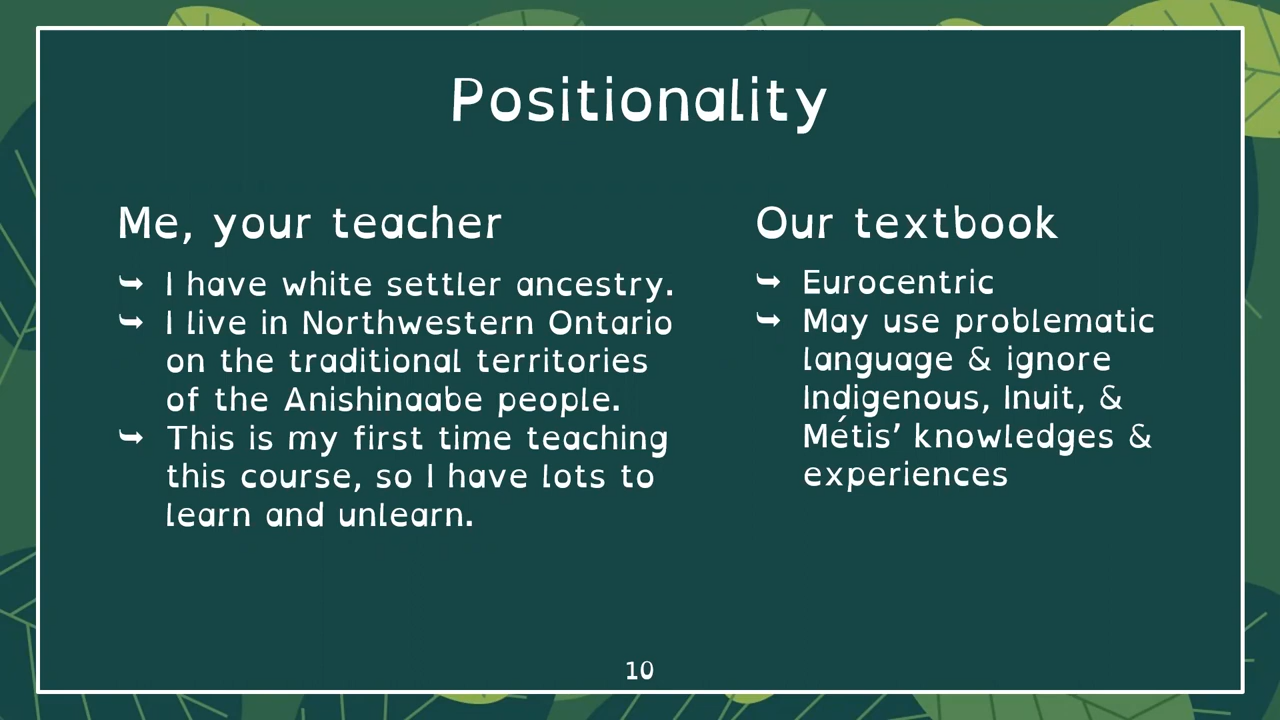 Positionality
Me, your teacher
➥ I have white settler ancestry.
➥ I live in Northwestern Ontario
on the traditional territories
of the Anishinaabe people.
➥ This is my first time teaching
this course, so I have lots to
learn and unlearn.
Our textbook
➥ Eurocentric
➥ May use problematic
language & ignore
Indigenous, Inuit, &
Métis’ knowledges &
experiences
10